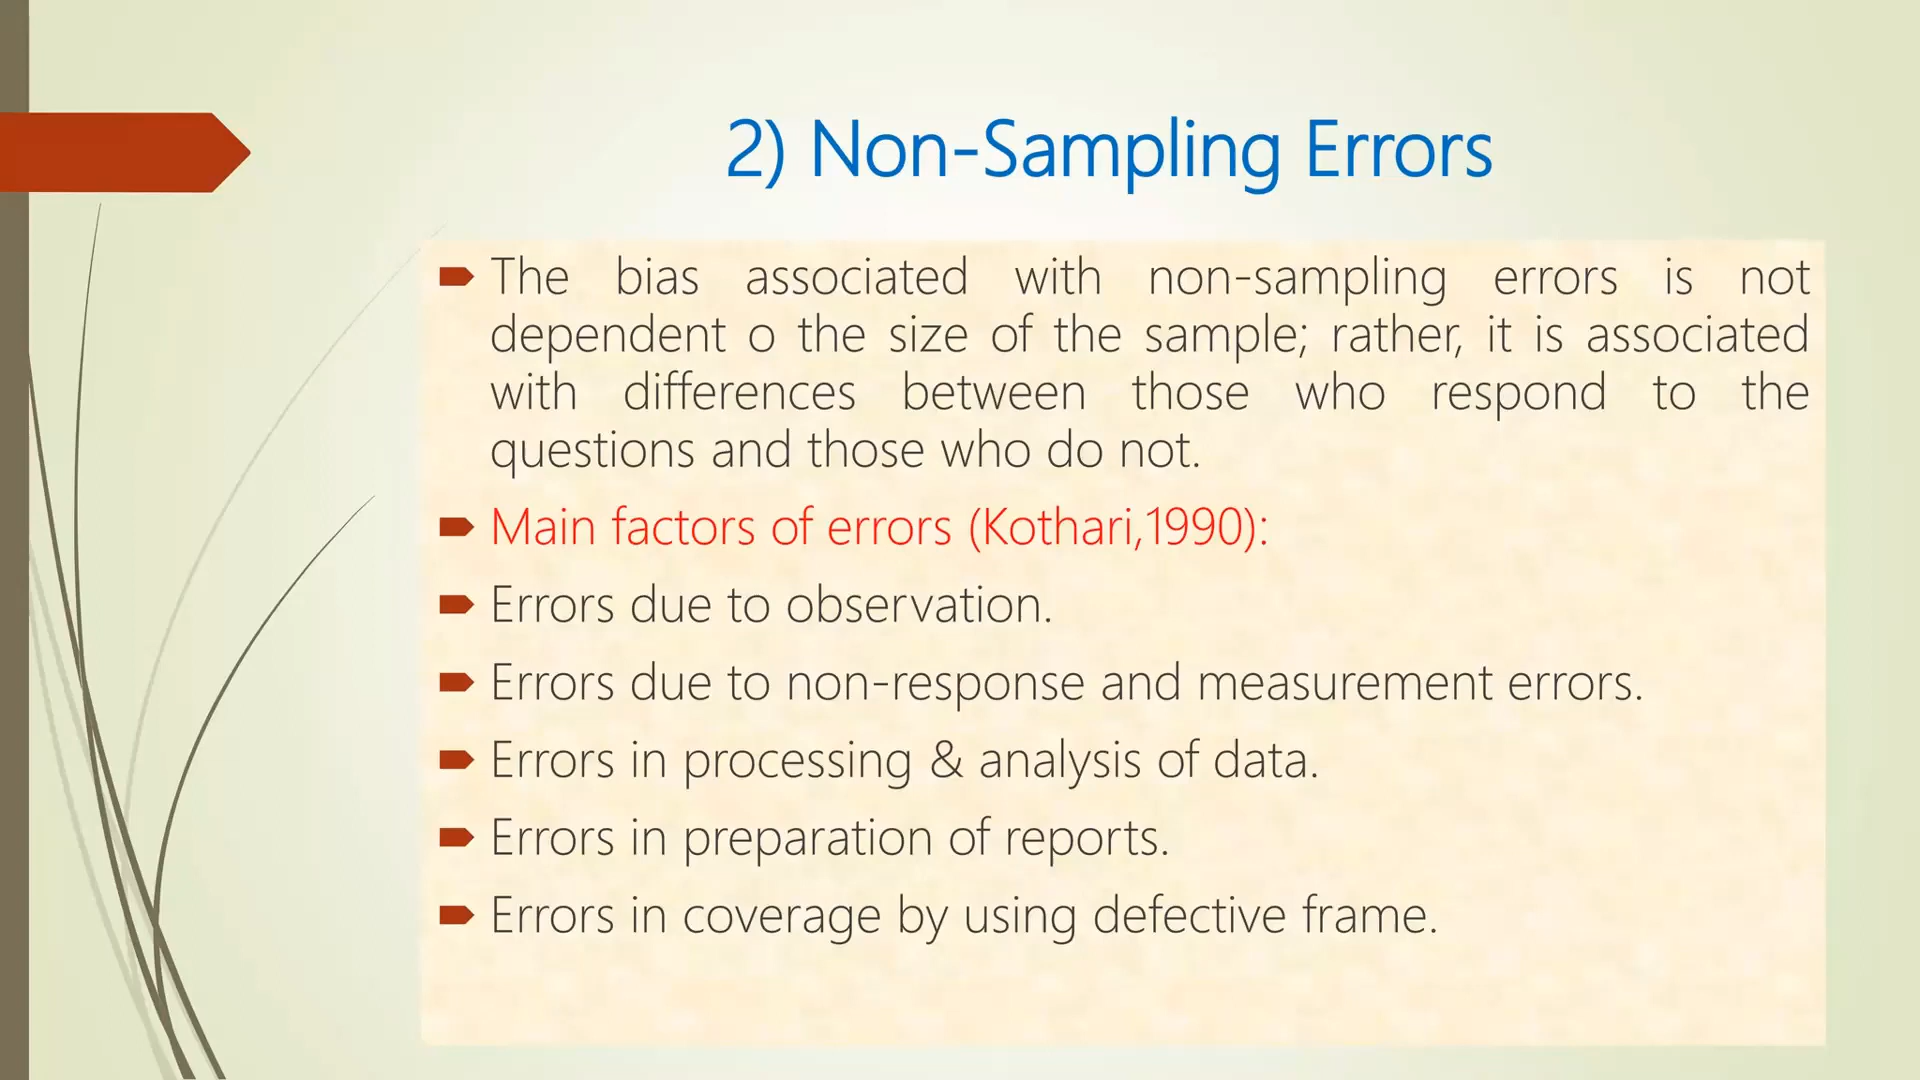 2) Non-Sampling Errors
The bias associated with non-sampling errors is not
dependent o the size of the sample; rather, it is associated
with differences between those who respond to the
questions and those who do not.
Main factors of errors (Kothari,1990):
Errors due to observation.
Errors due to non-response and measurement errors.
Errors in processing & analysis of data.
Errors in preparation of reports.
Errors in coverage by using defective frame.